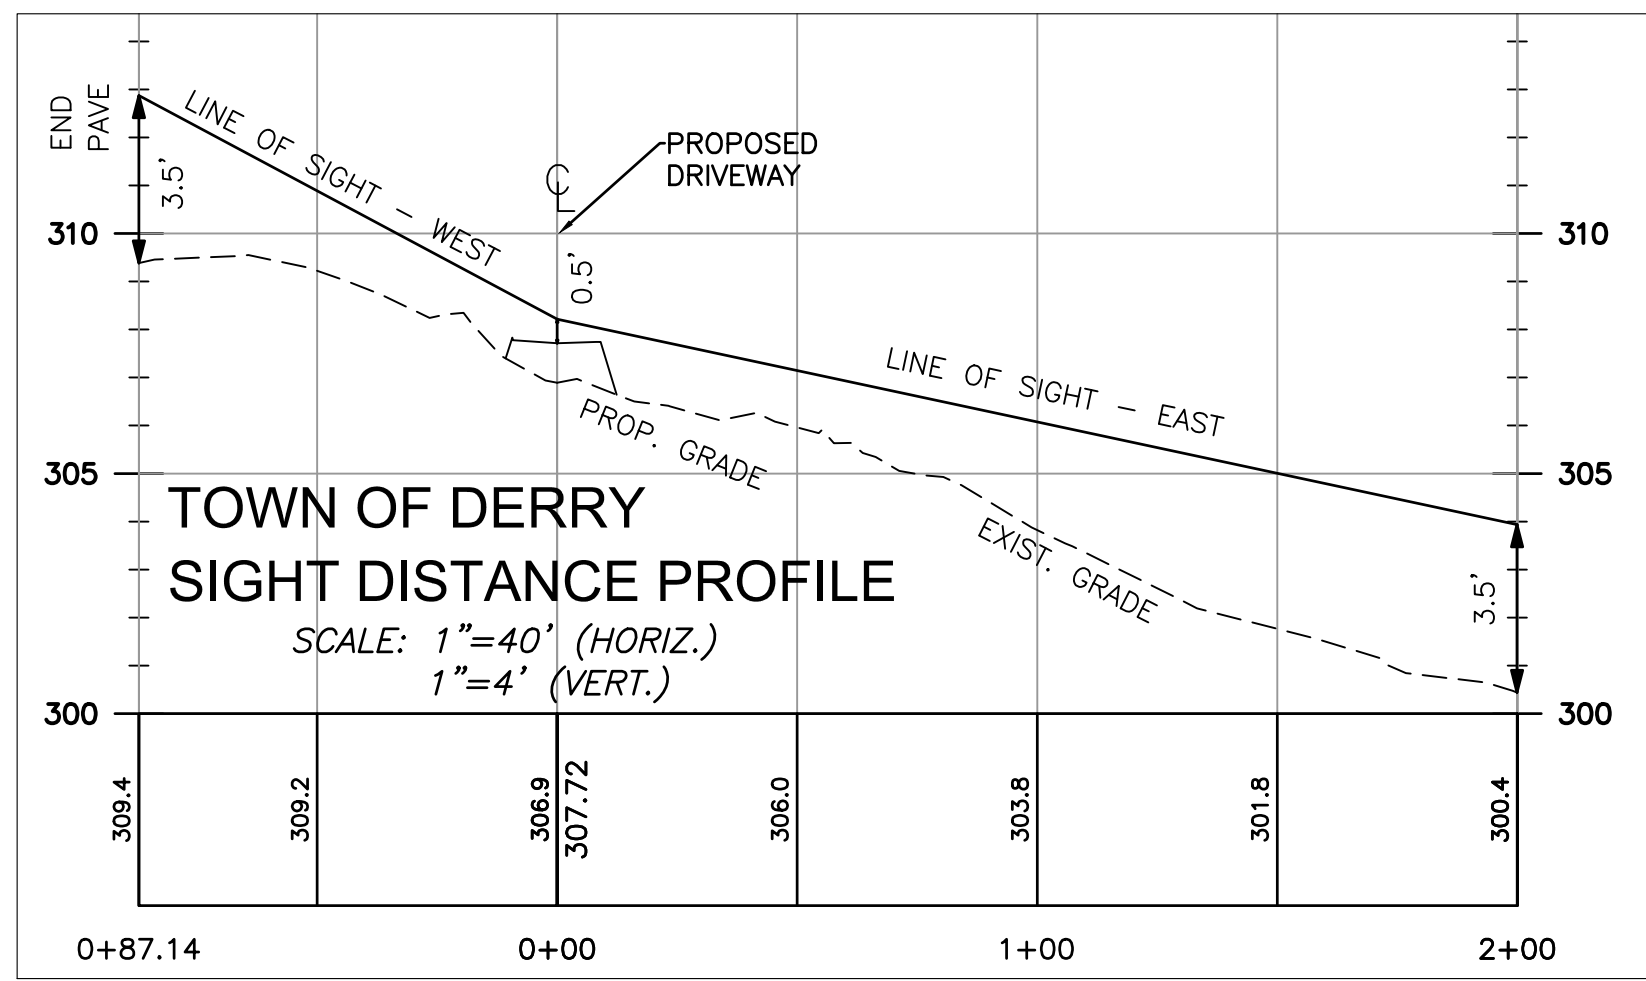 END
PAVE
3.5'
LINE OF SIGHT - WEST
℄
PROPOSED
DRIVEWAY
310
310
0.5'
LINE OF SIGHT - EAST
PROP. GRADE
305
305
TOWN OF DERRY
SIGHT DISTANCE PROFILE
SCALE: 1"=40' (HORIZ.)
1"=4' (VERT.)
EXIST. GRADE
3.5'
300
300
309.4
309.2
306.9
307.72
306.0
303.8
301.8
300.4
0+87.14
0+00
1+00
2+00